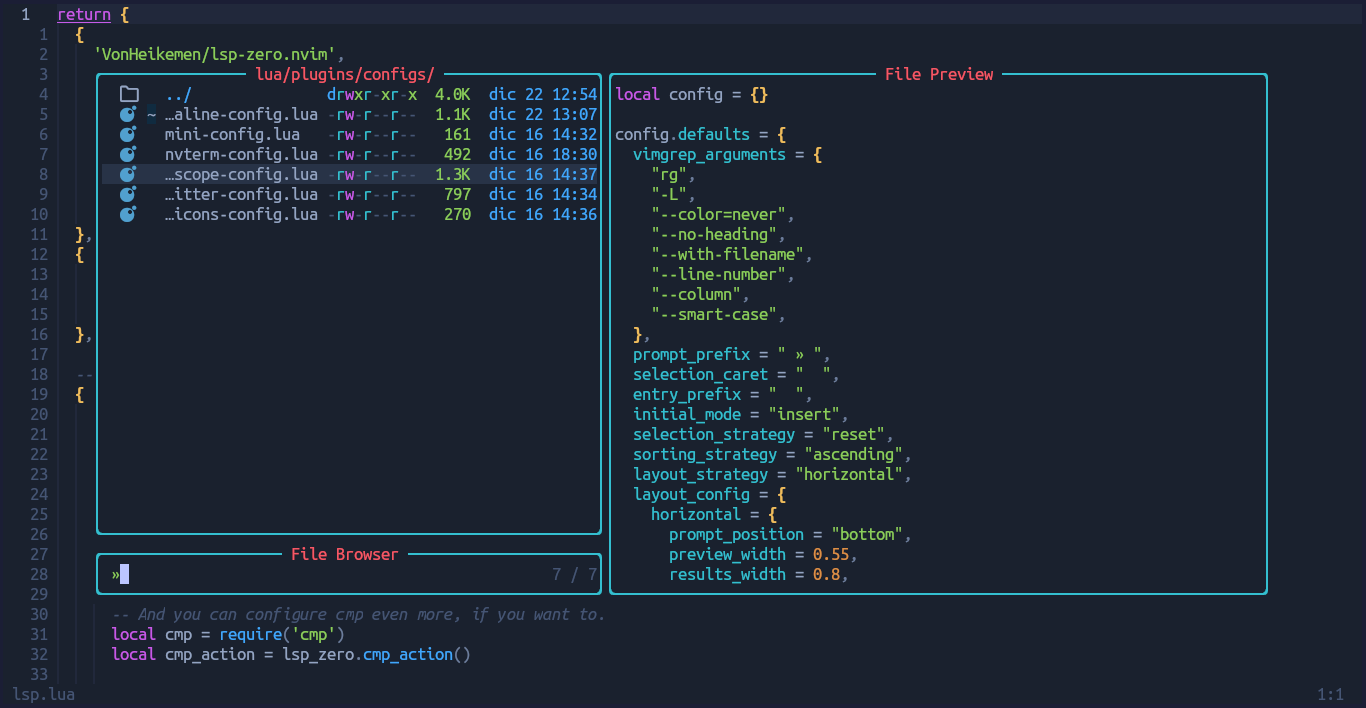 1 return {
1 {
2 'VonHeikemen/lsp-zero.nvim',
3
4
5
6
7
8
9
10
11 },
12 {
13
14
15
16 },
17
18 --
19 {
20
21
22
23
24
25
26
27
28
29
30 -- And you can configure cmp even more, if you want to.
31 local cmp = require('cmp')
32 local cmp_action = lsp_zero.cmp_action()
33
lua/plugins/configs/
../ drwxr-xr-x 4.0K dic 22 12:54
~ …aline-config.lua -rw-r--r-- 1.1K dic 22 13:07
mini-config.lua -rw-r--r-- 161 dic 16 14:32
nvterm-config.lua -rw-r--r-- 492 dic 16 18:30
…scope-config.lua -rw-r--r-- 1.3K dic 16 14:37
…itter-config.lua -rw-r--r-- 797 dic 16 14:34
…icons-config.lua -rw-r--r-- 270 dic 16 14:36
File Browser
» 7 / 7
File Preview
local config = {}
config.defaults = {
vimgrep_arguments = {
"rg",
"-L",
"--color=never",
"--no-heading",
"--with-filename",
"--line-number",
"--column",
"--smart-case",
},
prompt_prefix = " » ",
selection_caret = "  ",
entry_prefix = "  ",
initial_mode = "insert",
selection_strategy = "reset",
sorting_strategy = "ascending",
layout_strategy = "horizontal",
layout_config = {
horizontal = {
prompt_position = "bottom",
preview_width = 0.55,
results_width = 0.8,
lsp.lua 1:1